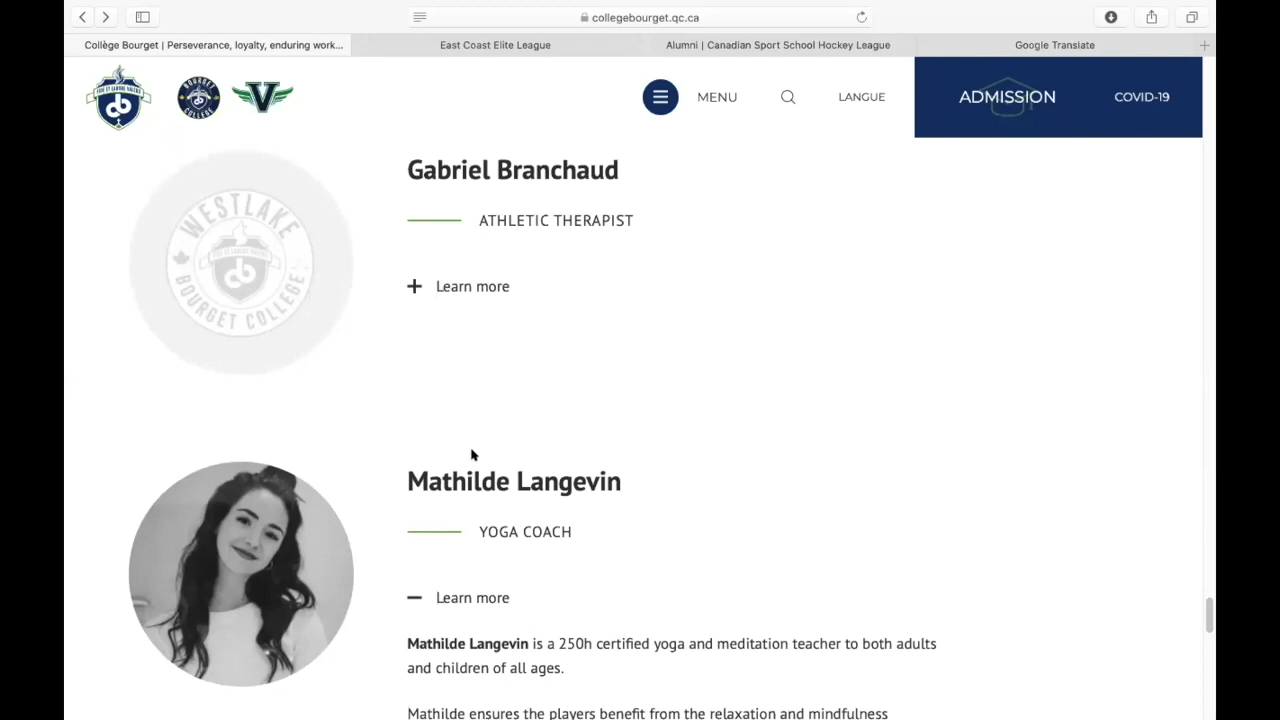 collegebourget.qc.ca
Collège Bourget | Perseverance, loyalty, enduring work...
East Coast Elite League
Alumni | Canadian Sport School Hockey League
Google Translate
MENU
LANGUE
ADMISSION
COVID-19
Gabriel Branchaud
ATHLETIC THERAPIST
Learn more
WESTLAKE
BOURGET COLLEGE
Mathilde Langevin
YOGA COACH
Learn more
Mathilde Langevin is a 250h certified yoga and meditation teacher to both adults
and children of all ages.
Mathilde ensures the players benefit from the relaxation and mindfulness